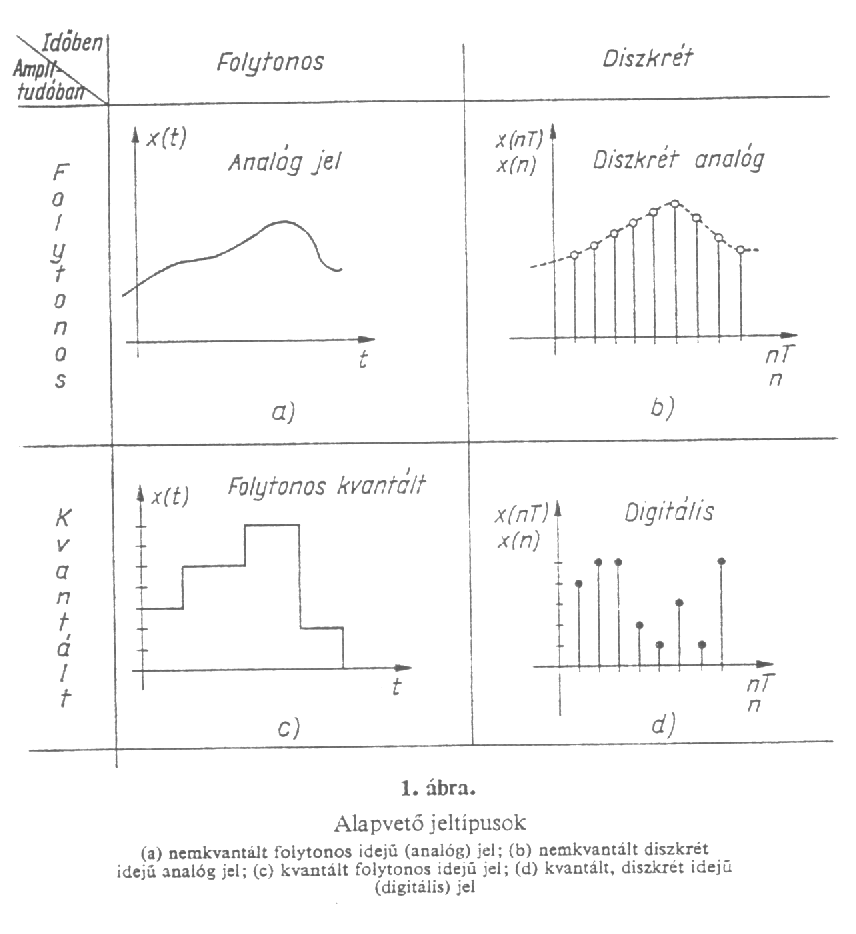 Időben
Ampli-
tudóban
Folytonos
Diszkrét
Folytonos
x(t)
Analóg jel
t
a)
x(nT)
x(n)
Diszkrét analóg
nT
n
b)
Kvantált
x(t)
Folytonos kvantált
t
c)
x(nT)
x(n)
Digitális
nT
n
d)
1. ábra.
Alapvető jeltípusok
(a) nemkvantált folytonos idejű (analóg) jel; (b) nemkvantált diszkrét
idejű analóg jel; (c) kvantált folytonos idejű jel; (d) kvantált, diszkrét idejű
(digitális) jel